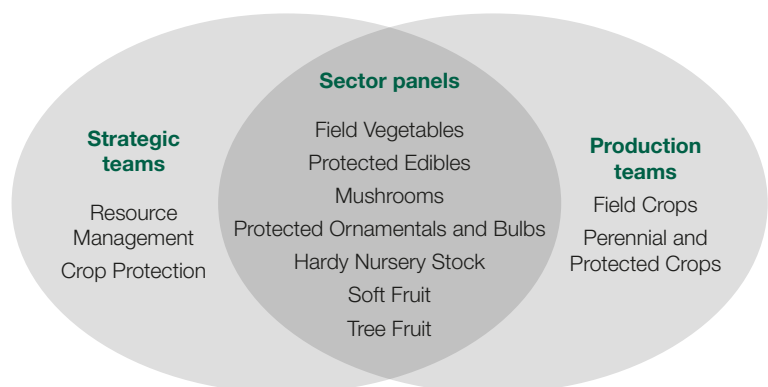 Strategic
teams
Resource
Management
Crop Protection
Sector panels
Field Vegetables
Protected Edibles
Mushrooms
Protected Ornamentals and Bulbs
Hardy Nursery Stock
Soft Fruit
Tree Fruit
Production
teams
Field Crops
Perennial and
Protected Crops